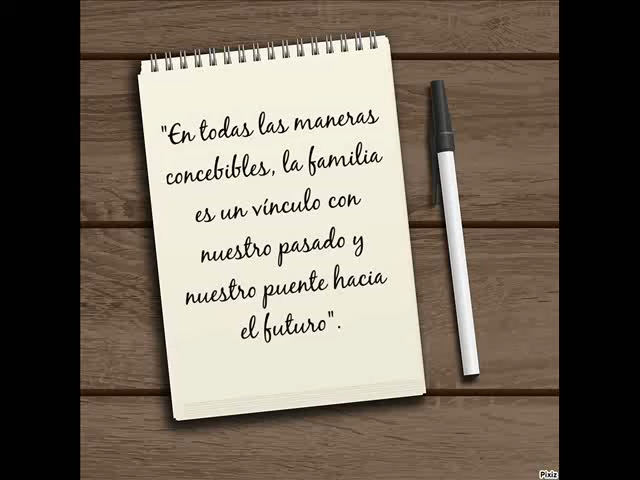 "En todas las maneras
concebibles, la familia
es un vínculo con
nuestro pasado y
nuestro puente hacia
el futuro".
Pixiz